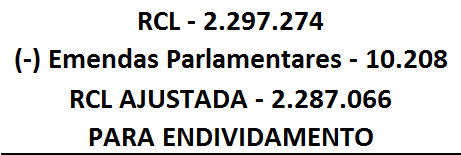 RCL - 2.297.274
(-) Emendas Parlamentares - 10.208
RCL AJUSTADA - 2.287.066
PARA ENDIVIDAMENTO